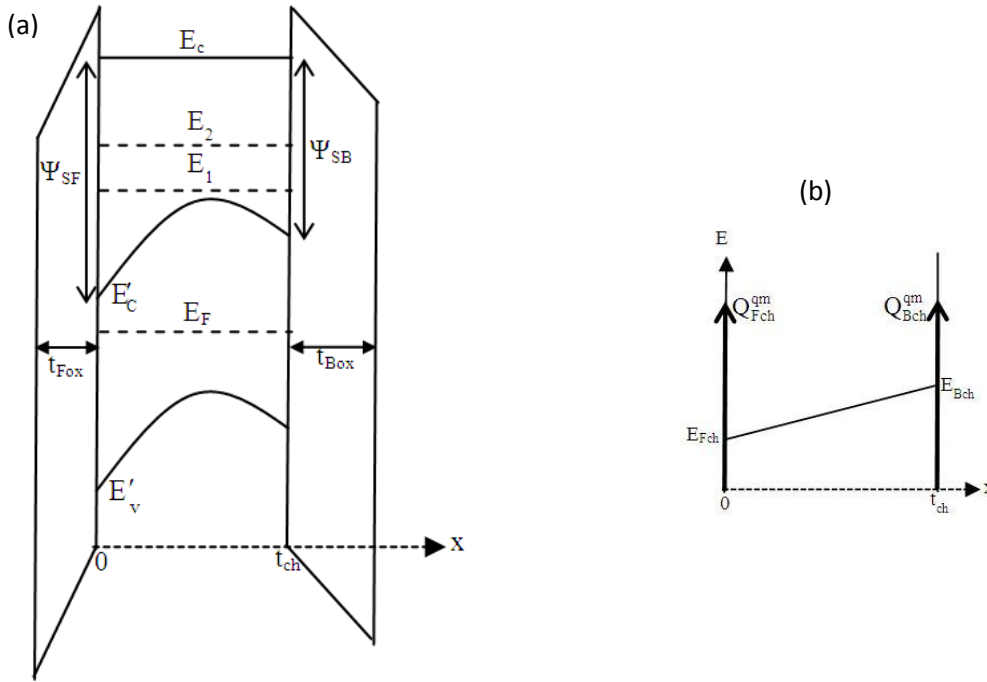 (a)
E_c
E_2
Ψ_SF
E_1
Ψ_SB
E′_C
E_F
t_Fox
t_Box
E′_v
0
t_ch
x
(b)
E
Q^qm_Fch
Q^qm_Bch
E_Fch
E_Bch
0
t_ch
x